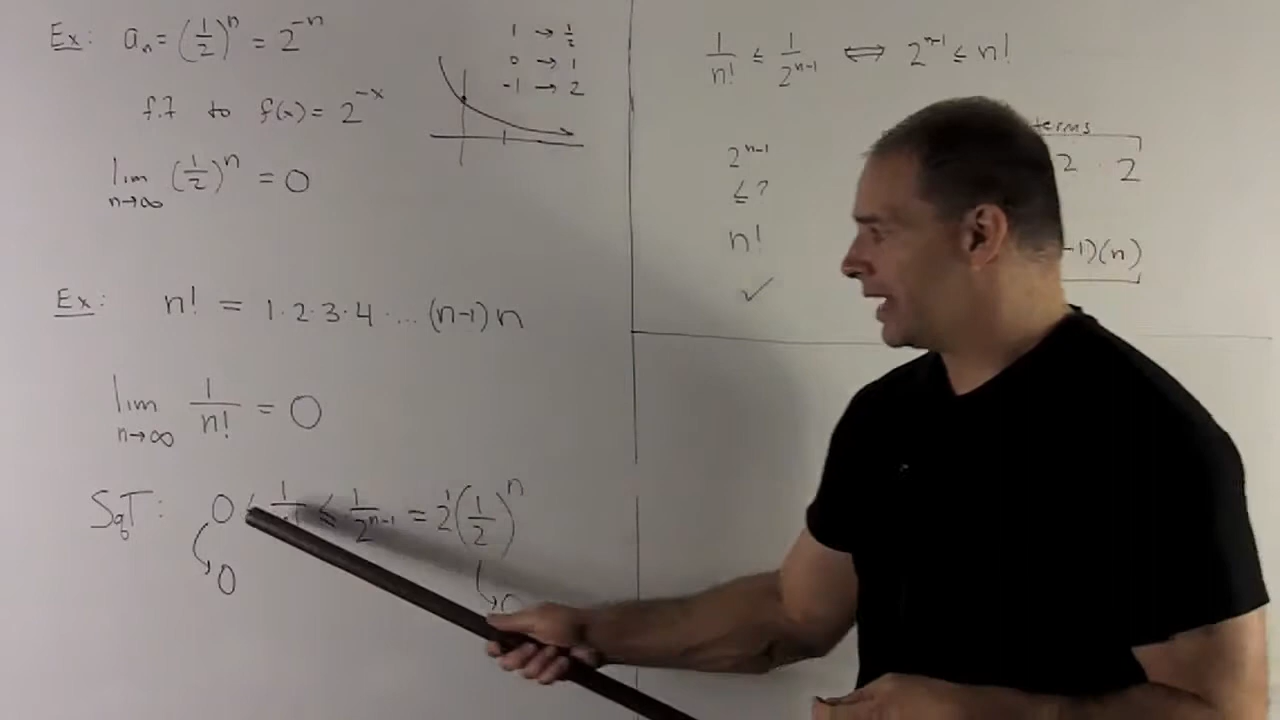 Ex: aₙ = (1/2)ⁿ = 2⁻ⁿ
f.f to f(x) = 2⁻ˣ
lim n→∞ (1/2)ⁿ = 0
1 → 1/2
0 → 1
-1 → 2
Ex: n! = 1·2·3·4·...(n-1)n
lim n→∞ 1/n! = 0
SqT: 0 ≤ 1/n! ≤ 1/2ⁿ⁻¹ = 2¹(1/2)ⁿ
0
1/n! ≤ 1/2ⁿ⁻¹ ⟺ 2ⁿ⁻¹ ≤ n!
terms
2ⁿ⁻¹ 2 · 2
≤?
n! -1)(n)
✓